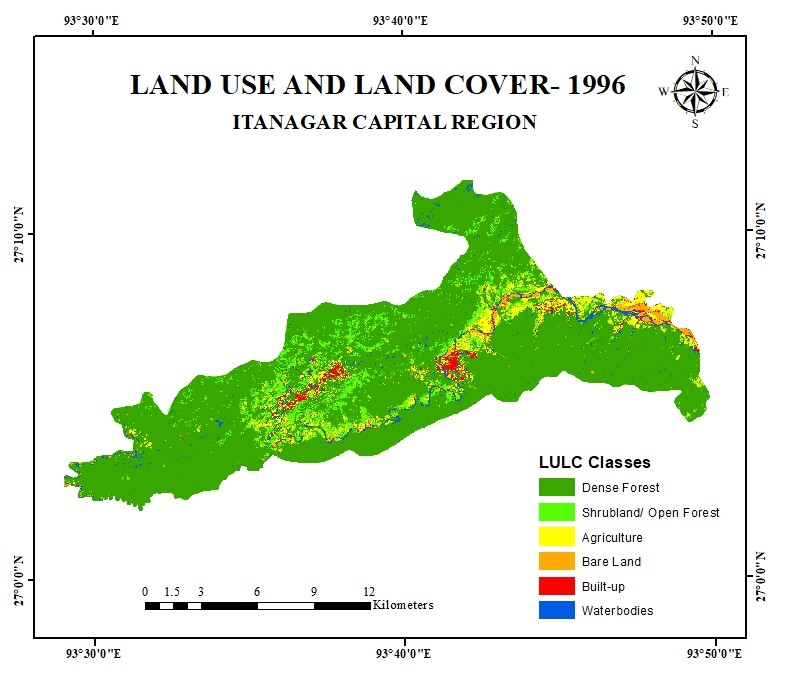 93°30'0"E 93°40'0"E 93°50'0"E
LAND USE AND LAND COVER- 1996
ITANAGAR CAPITAL REGION
N
W E
S
27°10'0"N 27°10'0"N
LULC Classes
Dense Forest
Shrubland/ Open Forest
Agriculture
Bare Land
Built-up
Waterbodies
27°0'0"N 27°0'0"N
0 1.5 3 6 9 12
Kilometers
93°30'0"E 93°40'0"E 93°50'0"E